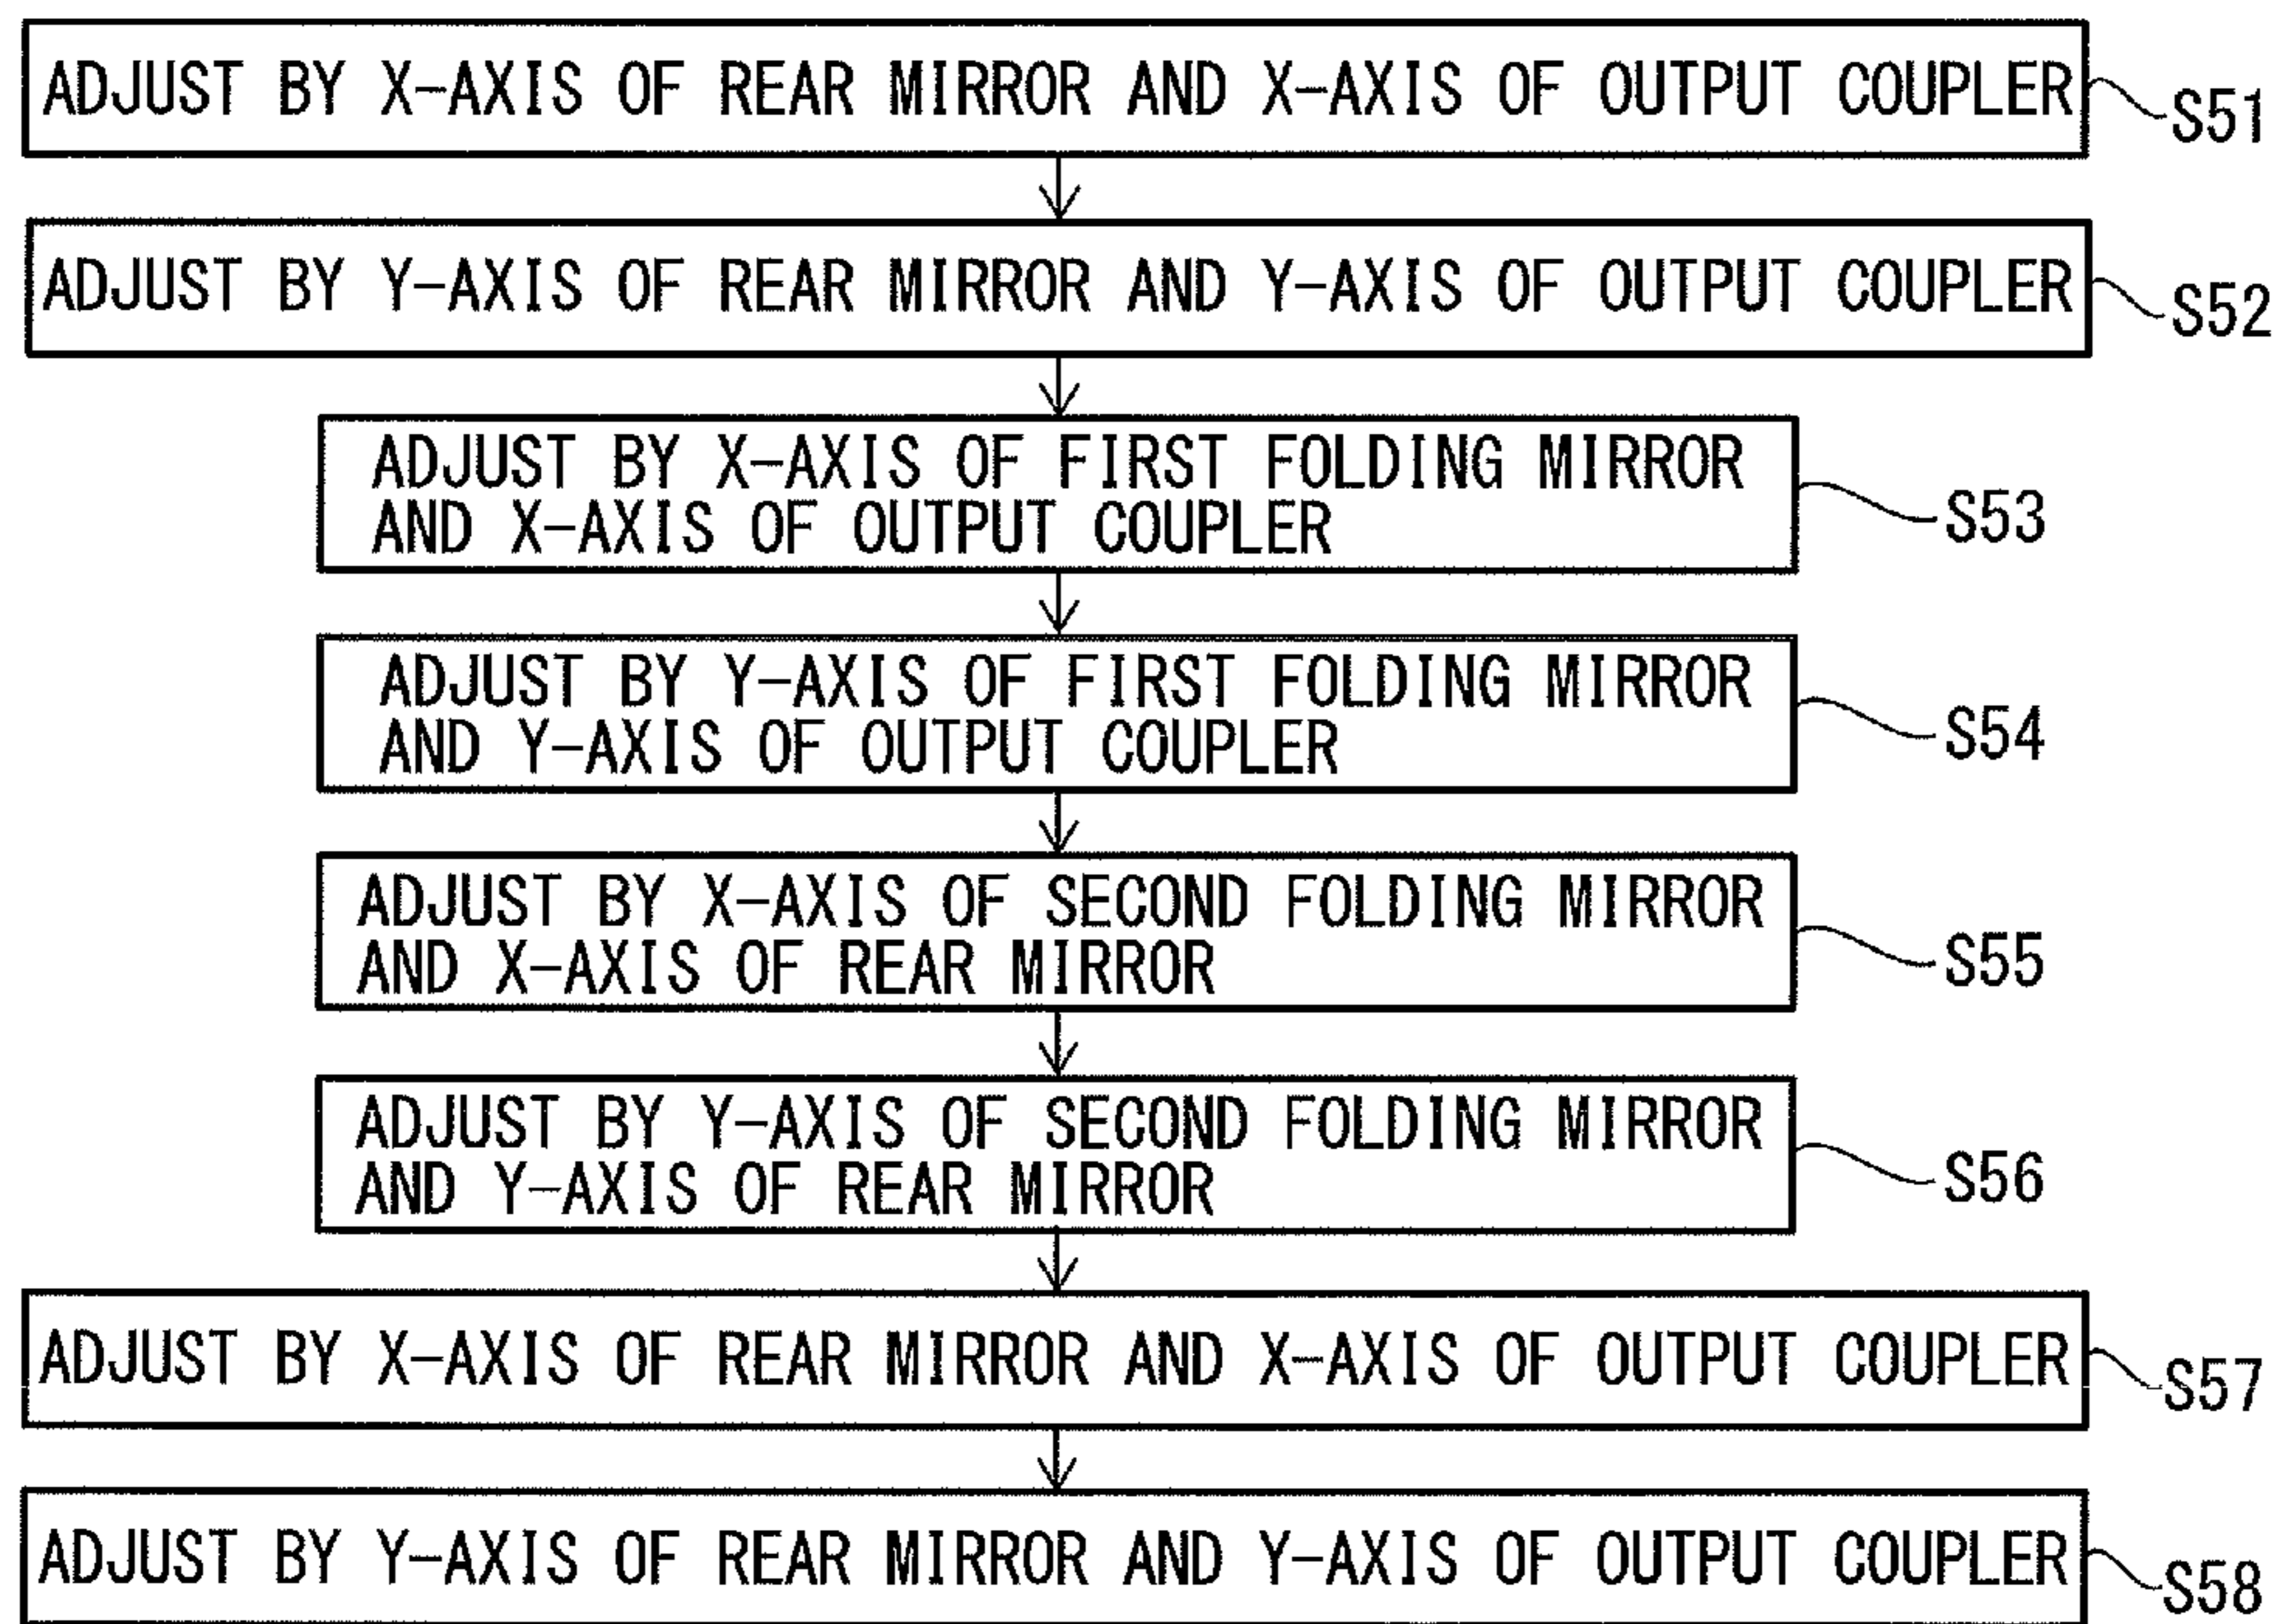 ADJUST BY X-AXIS OF REAR MIRROR AND X-AXIS OF OUTPUT COUPLER
S51
ADJUST BY Y-AXIS OF REAR MIRROR AND Y-AXIS OF OUTPUT COUPLER
S52
ADJUST BY X-AXIS OF FIRST FOLDING MIRROR
AND X-AXIS OF OUTPUT COUPLER
S53
ADJUST BY Y-AXIS OF FIRST FOLDING MIRROR
AND Y-AXIS OF OUTPUT COUPLER
S54
ADJUST BY X-AXIS OF SECOND FOLDING MIRROR
AND X-AXIS OF REAR MIRROR
S55
ADJUST BY Y-AXIS OF SECOND FOLDING MIRROR
AND Y-AXIS OF REAR MIRROR
S56
ADJUST BY X-AXIS OF REAR MIRROR AND X-AXIS OF OUTPUT COUPLER
S57
ADJUST BY Y-AXIS OF REAR MIRROR AND Y-AXIS OF OUTPUT COUPLER
S58